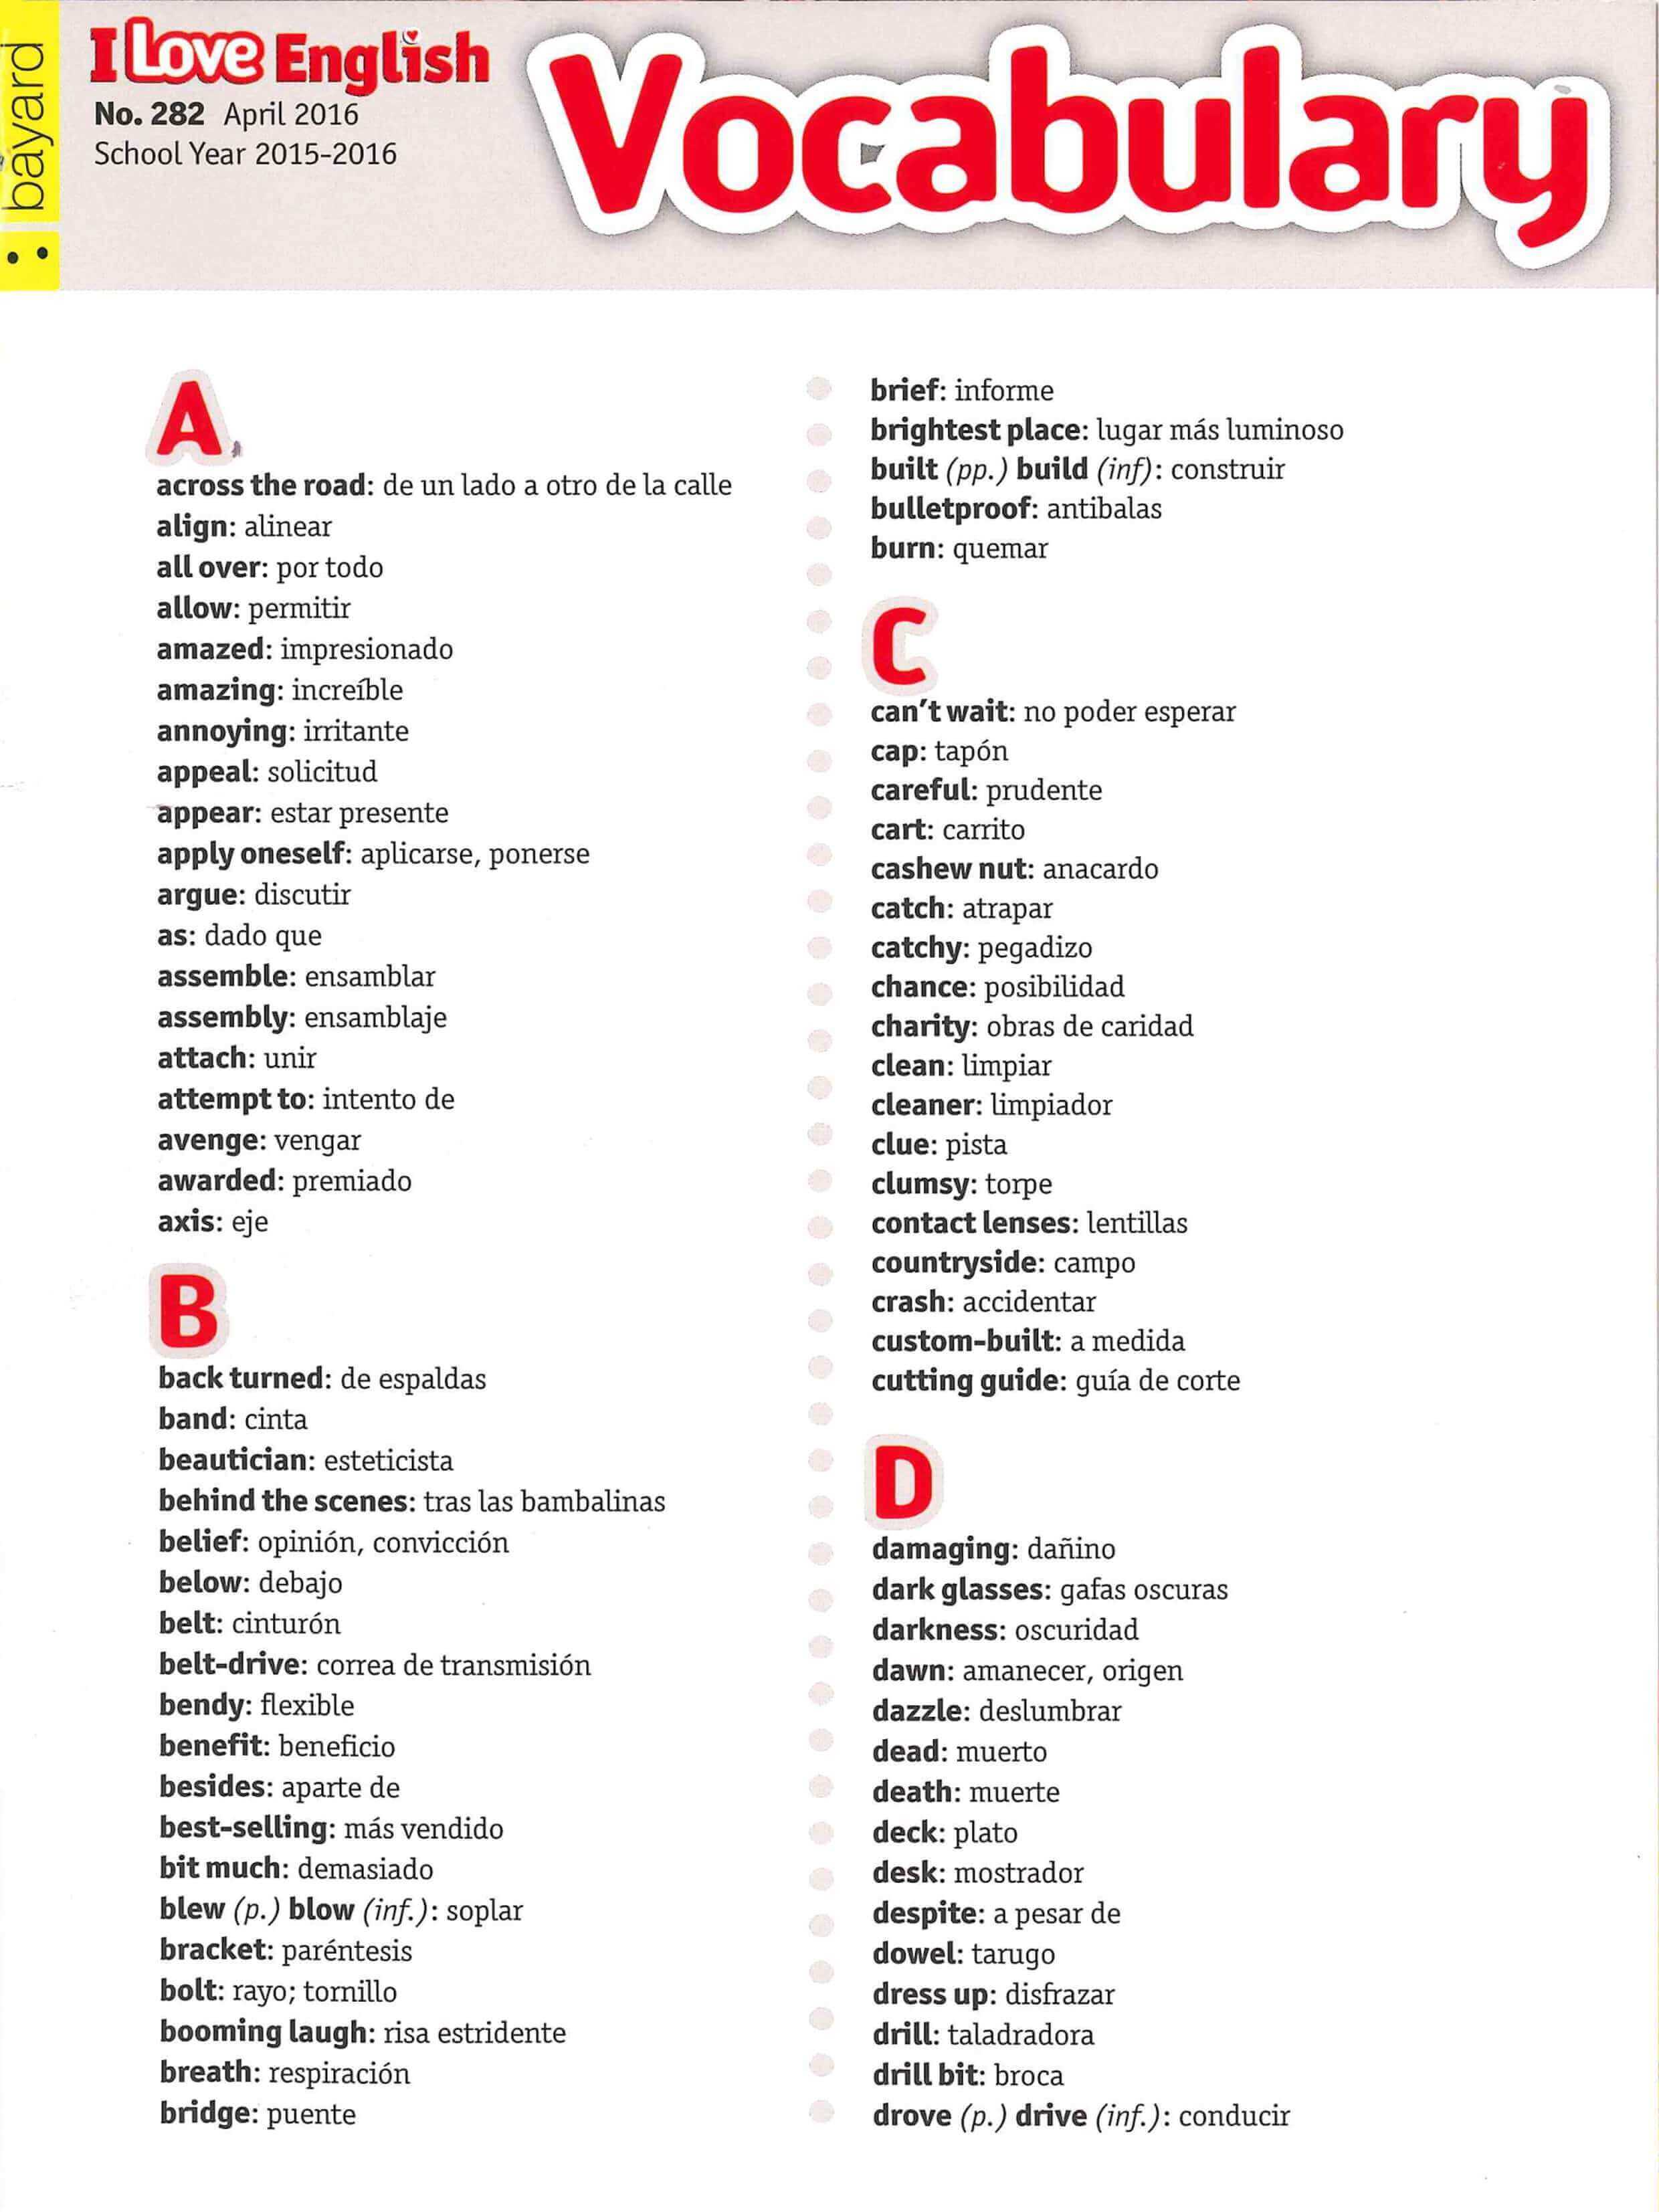 bayard
I Love English
No. 282 April 2016
School Year 2015-2016
Vocabulary
A
across the road: de un lado a otro de la calle
align: alinear
all over: por todo
allow: permitir
amazed: impresionado
amazing: increíble
annoying: irritante
appeal: solicitud
appear: estar presente
apply oneself: aplicarse, ponerse
argue: discutir
as: dado que
assemble: ensamblar
assembly: ensamblaje
attach: unir
attempt to: intento de
avenge: vengar
awarded: premiado
axis: eje
B
back turned: de espaldas
band: cinta
beautician: esteticista
behind the scenes: tras las bambalinas
belief: opinión, convicción
below: debajo
belt: cinturón
belt-drive: correa de transmisión
bendy: flexible
benefit: beneficio
besides: aparte de
best-selling: más vendido
bit much: demasiado
blew (p.) blow (inf.): soplar
bracket: paréntesis
bolt: rayo; tornillo
booming laugh: risa estridente
breath: respiración
bridge: puente
brief: informe
brightest place: lugar más luminoso
built (pp.) build (inf): construir
bulletproof: antibalas
burn: quemar
C
can't wait: no poder esperar
cap: tapón
careful: prudente
cart: carrito
cashew nut: anacardo
catch: atrapar
catchy: pegadizo
chance: posibilidad
charity: obras de caridad
clean: limpiar
cleaner: limpiador
clue: pista
clumsy: torpe
contact lenses: lentillas
countryside: campo
crash: accidentar
custom-built: a medida
cutting guide: guía de corte
D
damaging: dañino
dark glasses: gafas oscuras
darkness: oscuridad
dawn: amanecer, origen
dazzle: deslumbrar
dead: muerto
death: muerte
deck: plato
desk: mostrador
despite: a pesar de
dowel: tarugo
dress up: disfrazar
drill: taladradora
drill bit: broca
drove (p.) drive (inf.): conducir